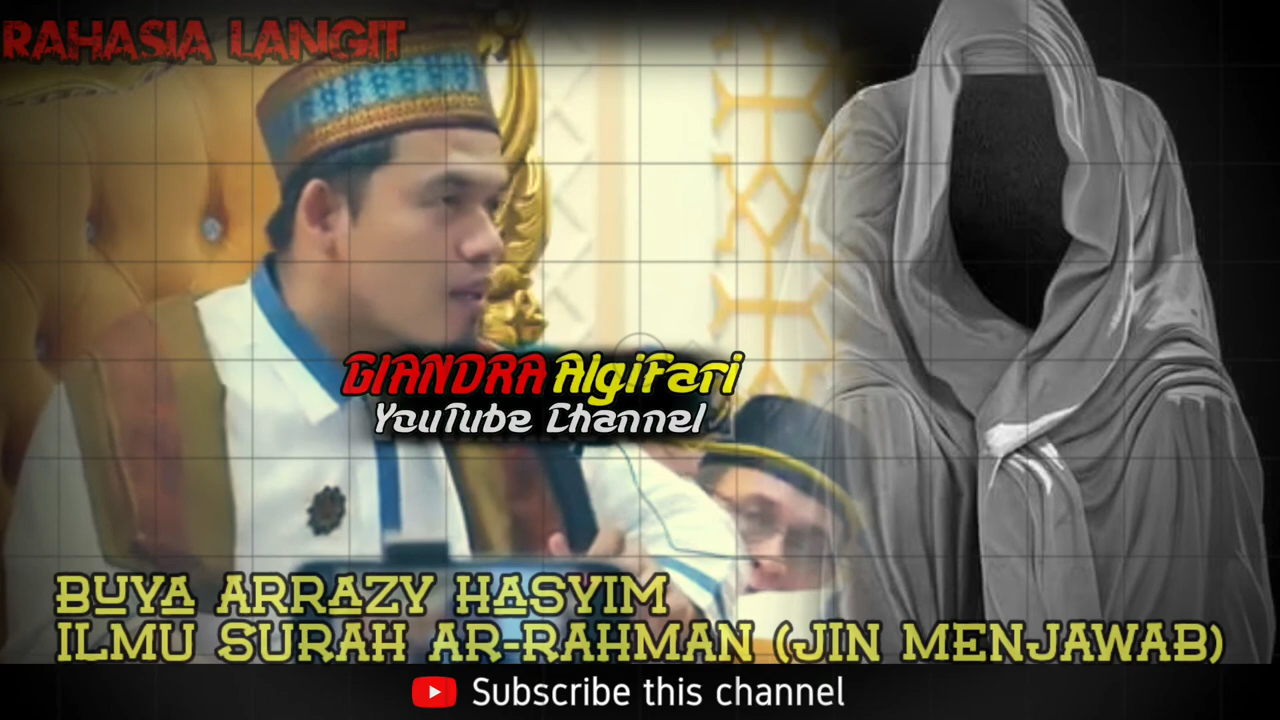 RAHASIA LANGIT
GIANDRA AlgiFari
YouTube Channel
BUYA ARRAZY HASYIM
ILMU SURAH AR-RAHMAN (JIN MENJAWAB)
Subscribe this channel